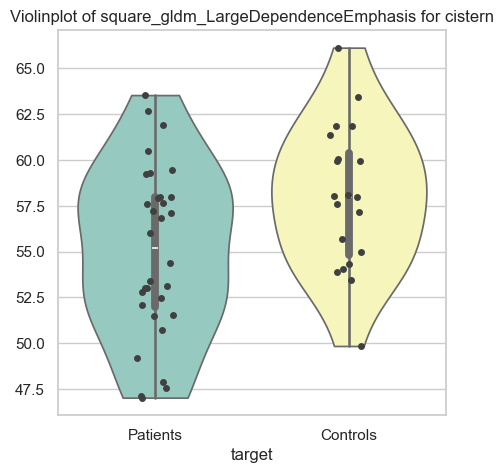 Violinplot of square_gldm_LargeDependenceEmphasis for cistern
65.0
62.5
60.0
57.5
55.0
52.5
50.0
47.5
Patients
Controls
target